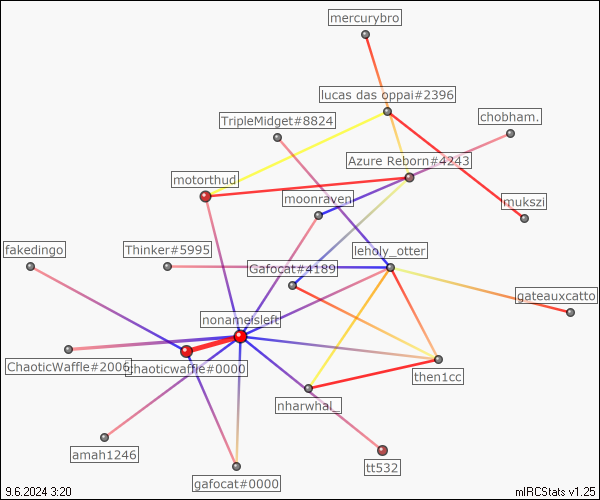 mercurybro
lucas das oppai#2396
TripleMidget#8824
chobham.
Azure Reborn#4243
motorthud
moonraven
mukszi
fakedingo
Thinker#5995
leholy_otter
Gafocat#4189
gateauxcatto
nonameisleft
ChaoticWaffle#2006
chaoticwaffle#0000
then1cc
nharwhal_
amah1246
tt532
gafocat#0000
9.6.2024 3:20
mIRCStats v1.25